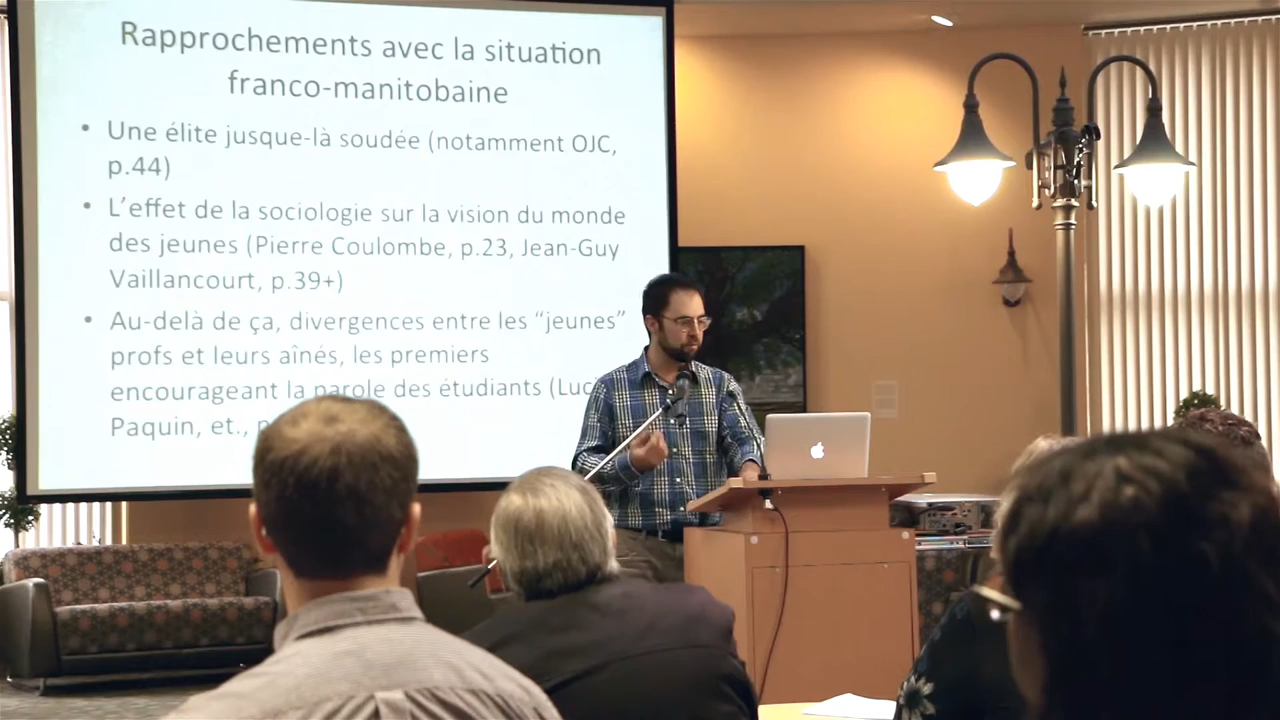 Rapprochements avec la situation
franco-manitobaine
• Une élite jusque-là soudée (notamment OJC,
p.44)
• L'effet de la sociologie sur la vision du monde
des jeunes (Pierre Coulombe, p.23, Jean-Guy
Vaillancourt, p.39+)
• Au-delà de ça, divergences entre les “jeunes”
profs et leurs aînés, les premiers
encourageant la parole des étudiants (Luc
Paquin, et.,